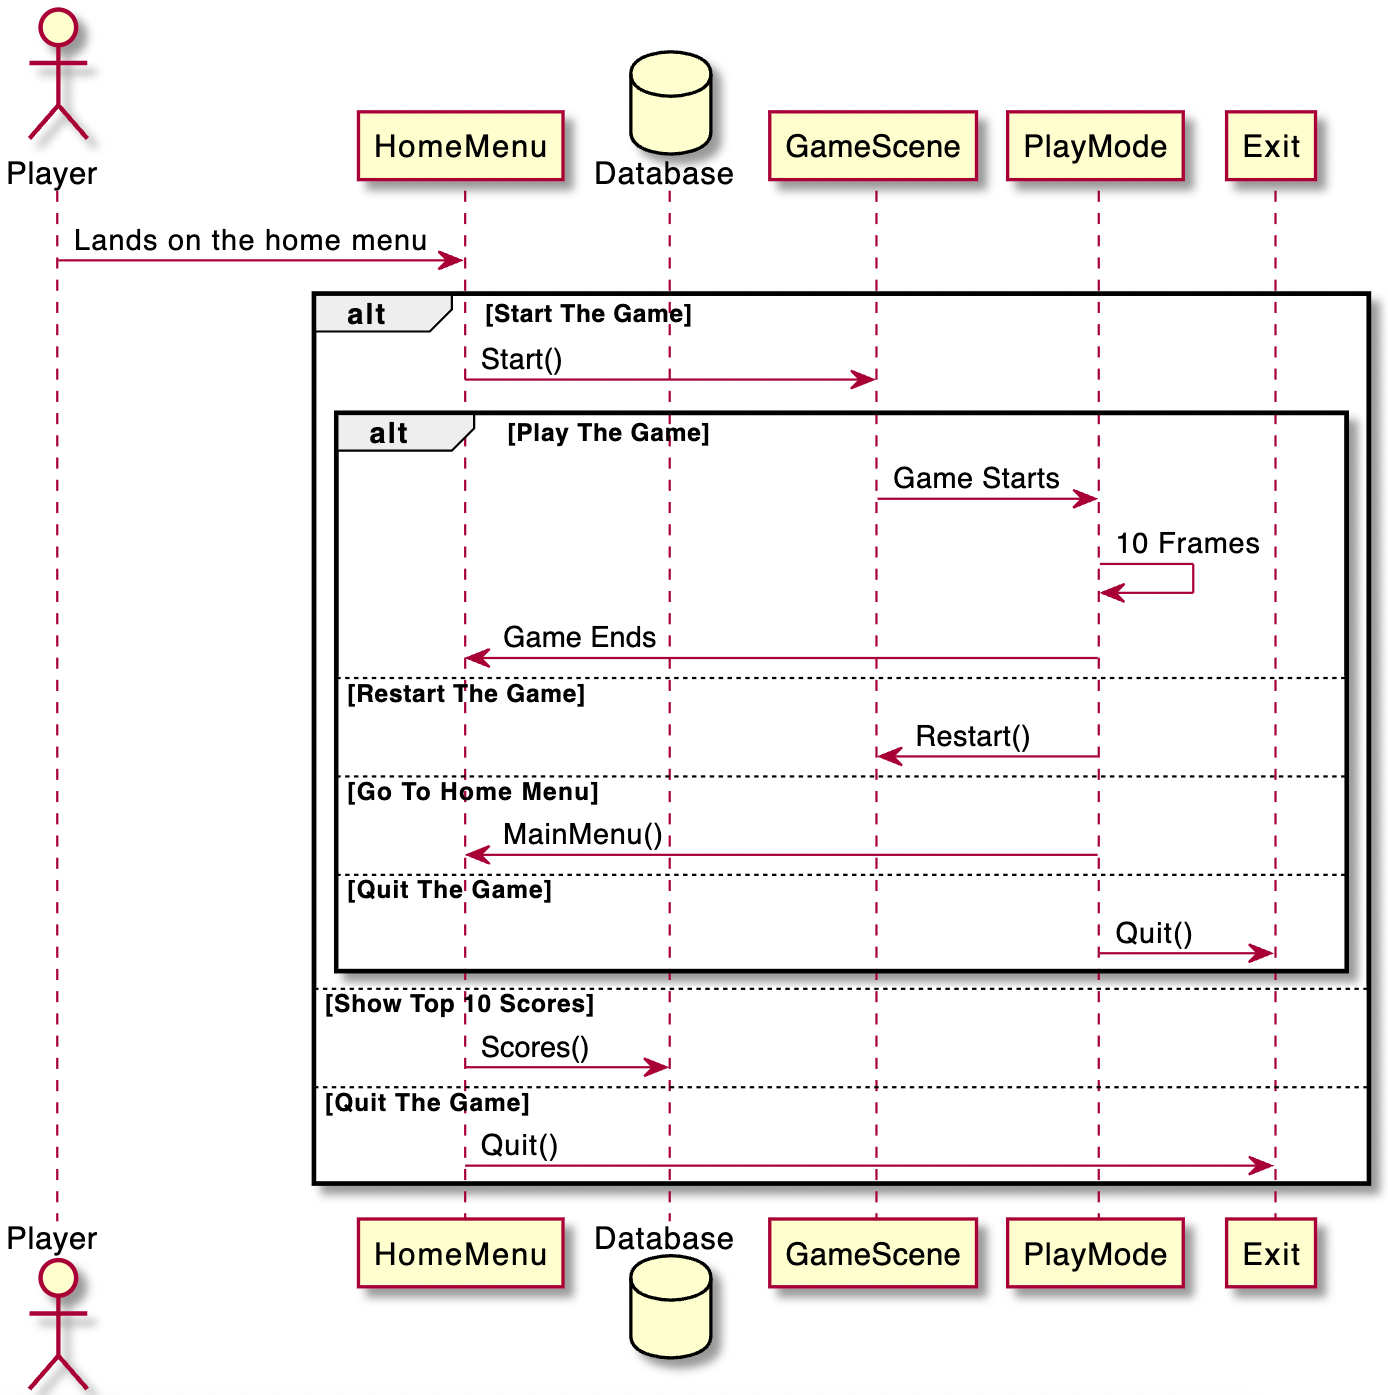 Player
HomeMenu
Database
GameScene
PlayMode
Exit
Lands on the home menu
alt
[Start The Game]
Start()
alt
[Play The Game]
Game Starts
10 Frames
Game Ends
[Restart The Game]
Restart()
[Go To Home Menu]
MainMenu()
[Quit The Game]
Quit()
[Show Top 10 Scores]
Scores()
[Quit The Game]
Quit()
Player
HomeMenu
Database
GameScene
PlayMode
Exit